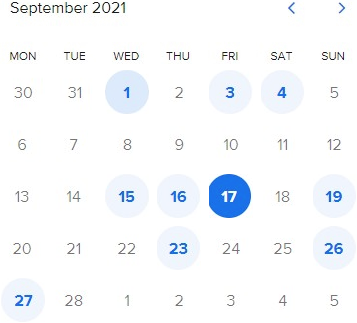 September 2021
MON TUE WED THU FRI SAT SUN
30 31 1 2 3 4 5
6 7 8 9 10 11 12
13 14 15 16 17 18 19
20 21 22 23 24 25 26
27 28 1 2 3 4 5